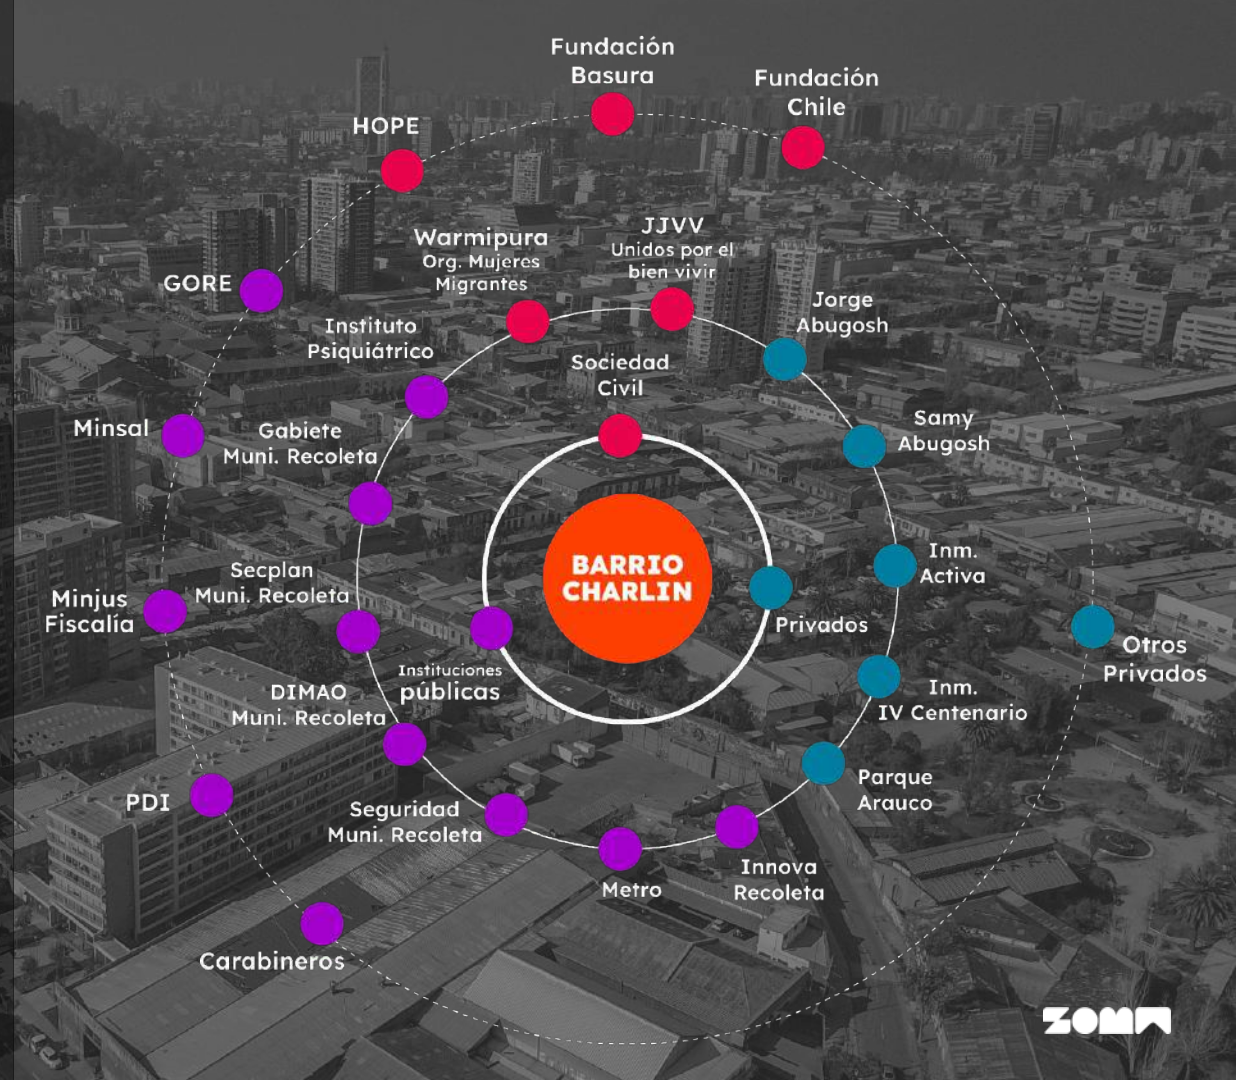 Fundación
Basura
Fundación
Chile
HOPE
JJVV
Unidos por el
bien vivir
Warmipura
Org. Mujeres
Migrantes
GORE
Jorge
Abugosh
Instituto
Psiquiátrico
Sociedad
Civil
Minsal
Gabiete
Muni. Recoleta
Samy
Abugosh
BARRIO
CHARLIN
Inm.
Activa
Secplan
Muni. Recoleta
Minjus
Fiscalía
Privados
Otros
Privados
Instituciones
públicas
DIMAO
Muni. Recoleta
Inm.
IV Centenario
Parque
Arauco
PDI
Seguridad
Muni. Recoleta
Metro
Innova
Recoleta
Carabineros